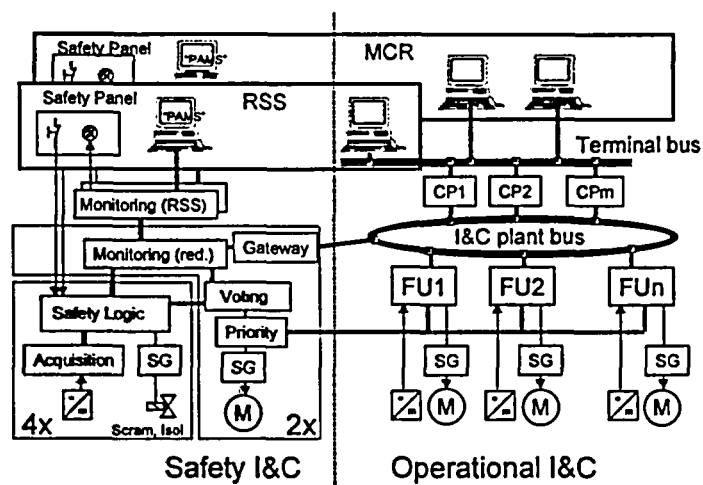 Safety Panel
"PAMS"
MCR
Safety Panel
RSS
"PAMS"
Terminal bus
CP1
CP2
CPm
Monitoring (RSS)
I&C plant bus
Monitoring (red.)
Gateway
FU1
FU2
FUn
Safety Logic
Voting
Priority
Acquisition
SG
SG
SG
SG
SG
M
M
M
M
4x
Scram, Isol
2x
Safety I&C
Operational I&C